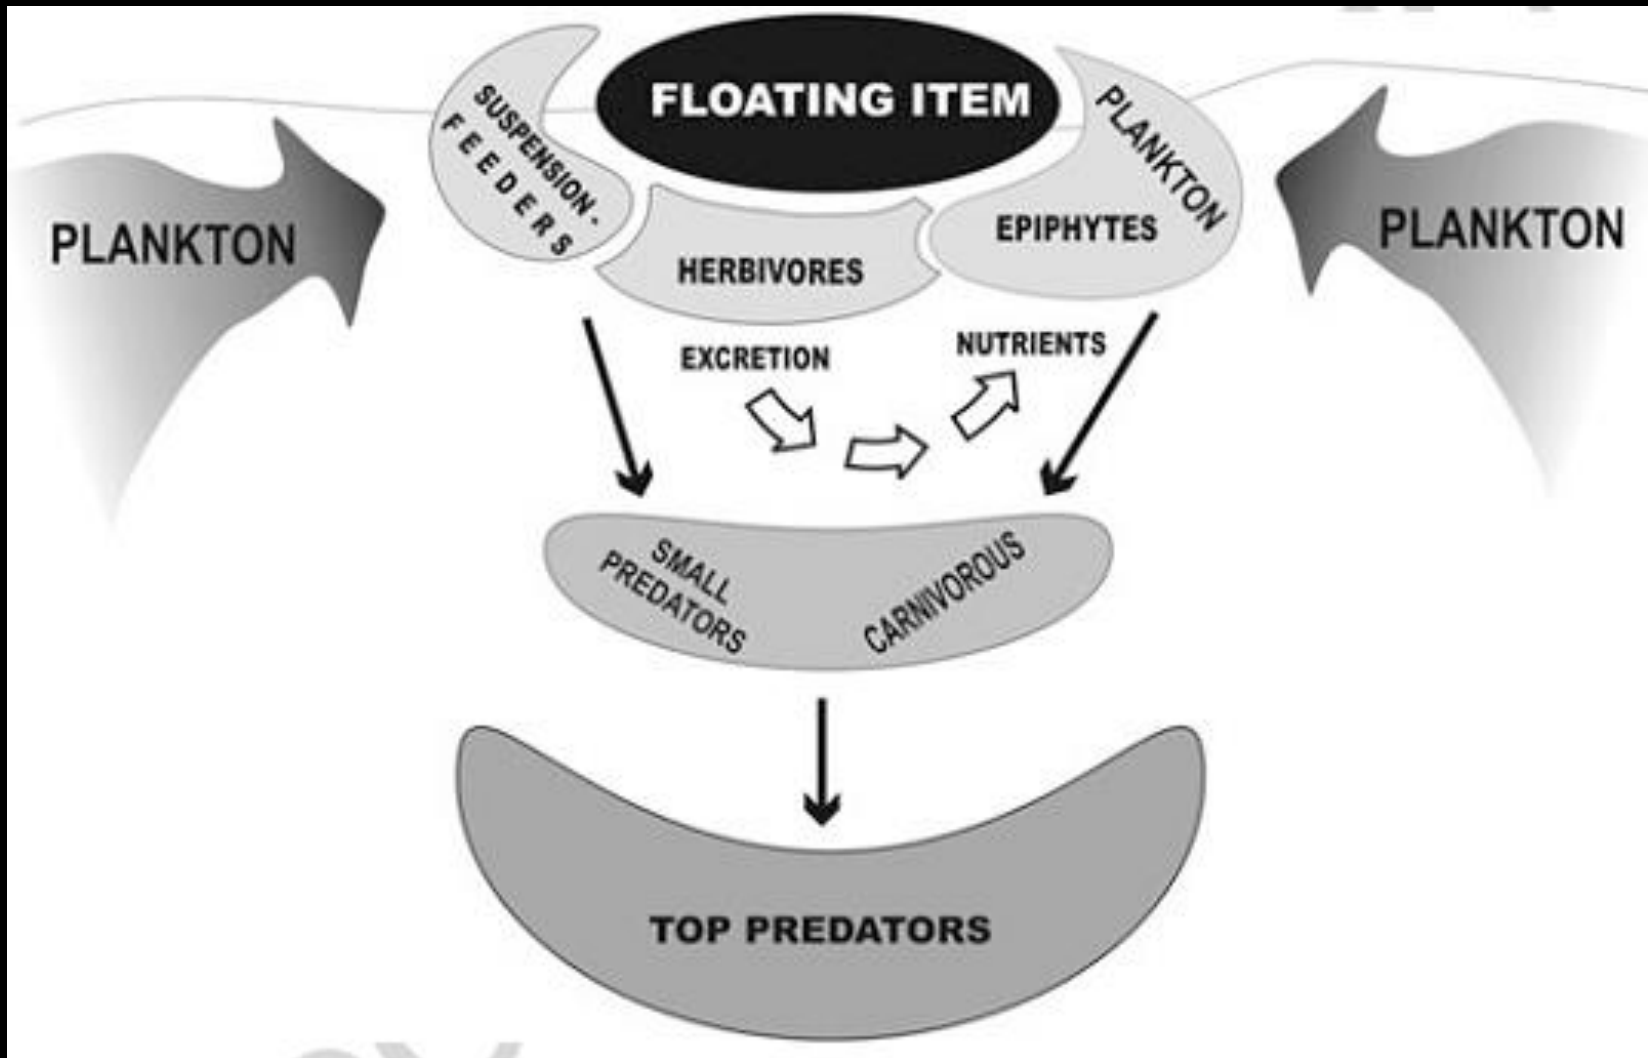 FLOATING ITEM
SUSPENSION-
FEEDERS
PLANKTON
PLANKTON
EPIPHYTES
PLANKTON
HERBIVORES
EXCRETION
NUTRIENTS
SMALL
PREDATORS
CARNIVOROUS
TOP PREDATORS